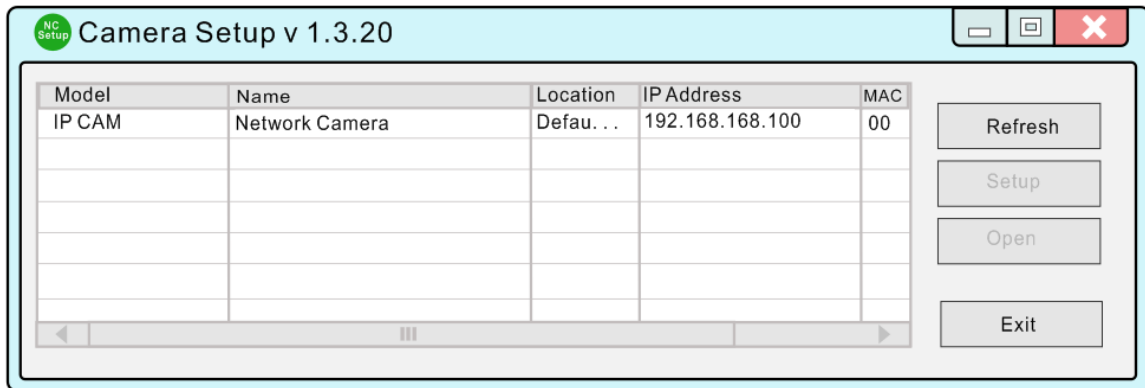 NC Setup Camera Setup v 1.3.20
Model Name Location IP Address MAC
IP CAM Network Camera Defau... 192.168.168.100 00
Refresh
Setup
Open
Exit